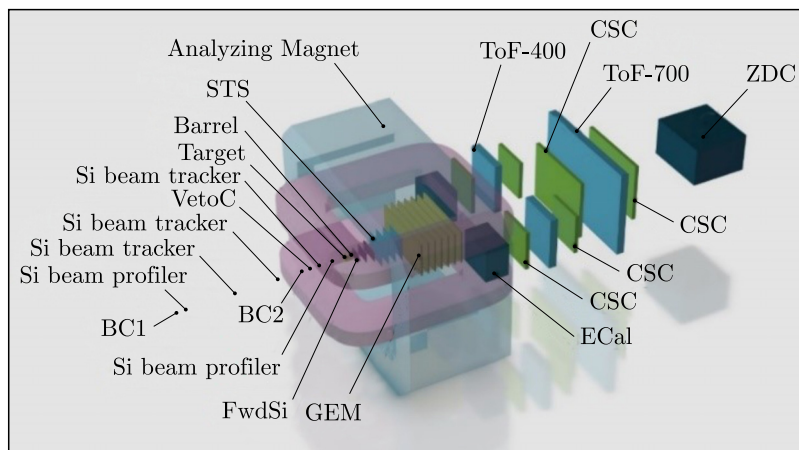 CSC
ToF-400
Analyzing Magnet
ToF-700
ZDC
STS
Barrel
Target
Si beam tracker
VetoC
Si beam tracker
CSC
Si beam tracker
Si beam profiler
CSC
BC2
CSC
BC1
ECal
Si beam profiler
FwdSi
GEM